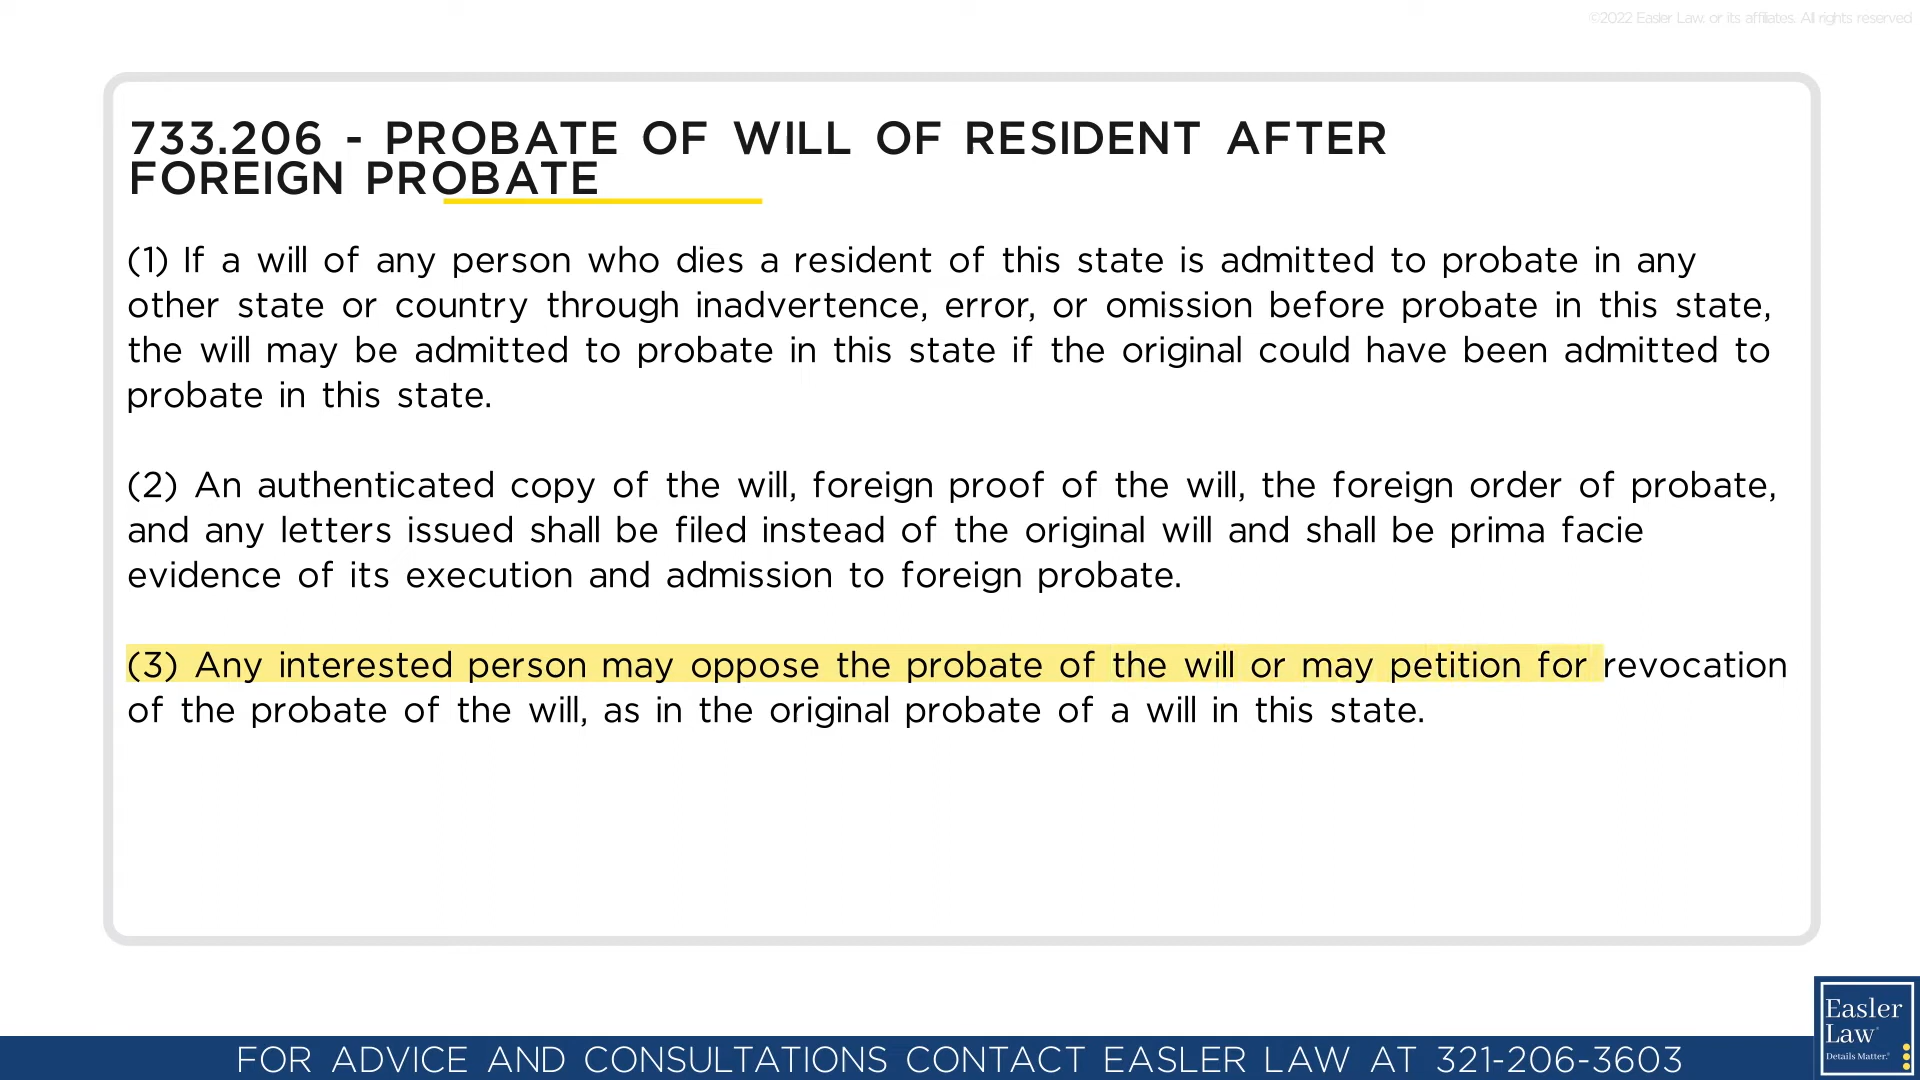 ©2022 Easler Law. or its affiliates. All rights reserved
733.206 - PROBATE OF WILL OF RESIDENT AFTER
FOREIGN PROBATE
(1) If a will of any person who dies a resident of this state is admitted to probate in any
other state or country through inadvertence, error, or omission before probate in this state,
the will may be admitted to probate in this state if the original could have been admitted to
probate in this state.
(2) An authenticated copy of the will, foreign proof of the will, the foreign order of probate,
and any letters issued shall be filed instead of the original will and shall be prima facie
evidence of its execution and admission to foreign probate.
(3) Any interested person may oppose the probate of the will or may petition for revocation
of the probate of the will, as in the original probate of a will in this state.
Easler
Law
Details Matter.
FOR ADVICE AND CONSULTATIONS CONTACT EASLER LAW AT 321-206-3603